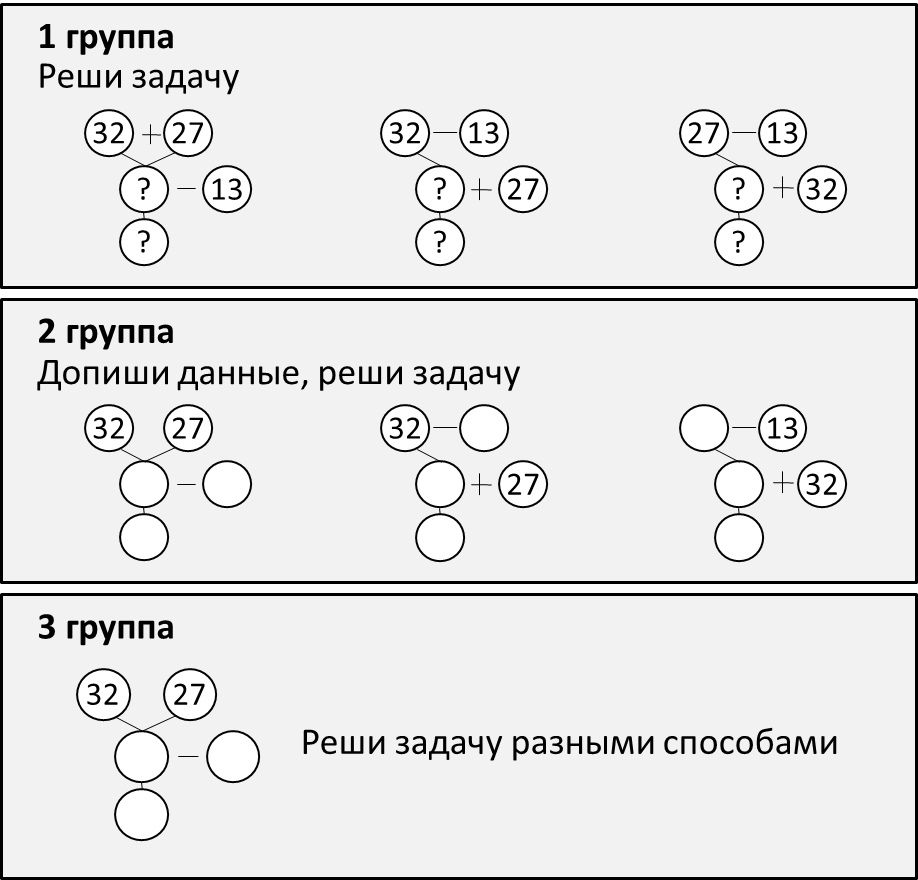 1 группа
Реши задачу
32 + 27 32 — 13 27 — 13
? – 13 ? + 27 ? + 32
? ? ?
2 группа
Допиши данные, реши задачу
32 27 32 — — 13
– + 27 + 32
3 группа
32 27
–
Реши задачу разными способами